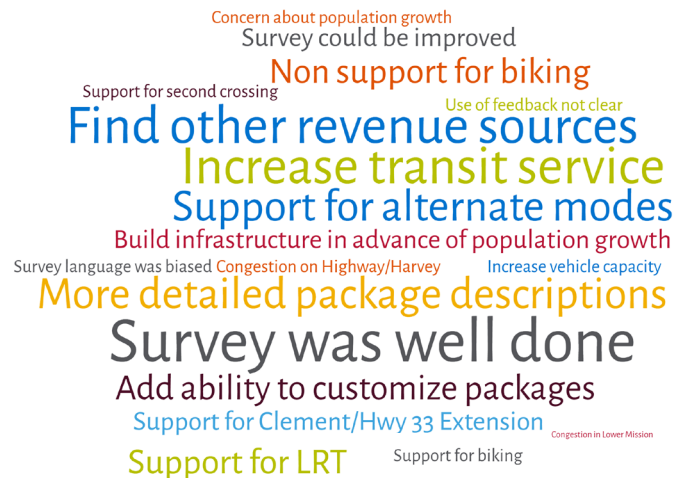 Concern about population growth
Survey could be improved
Non support for biking
Support for second crossing
Use of feedback not clear
Find other revenue sources
Increase transit service
Support for alternate modes
Build infrastructure in advance of population growth
Survey language was biased
Congestion on Highway/Harvey
Increase vehicle capacity
More detailed package descriptions
Survey was well done
Add ability to customize packages
Support for Clement/Hwy 33 Extension
Congestion in Lower Mission
Support for LRT
Support for biking